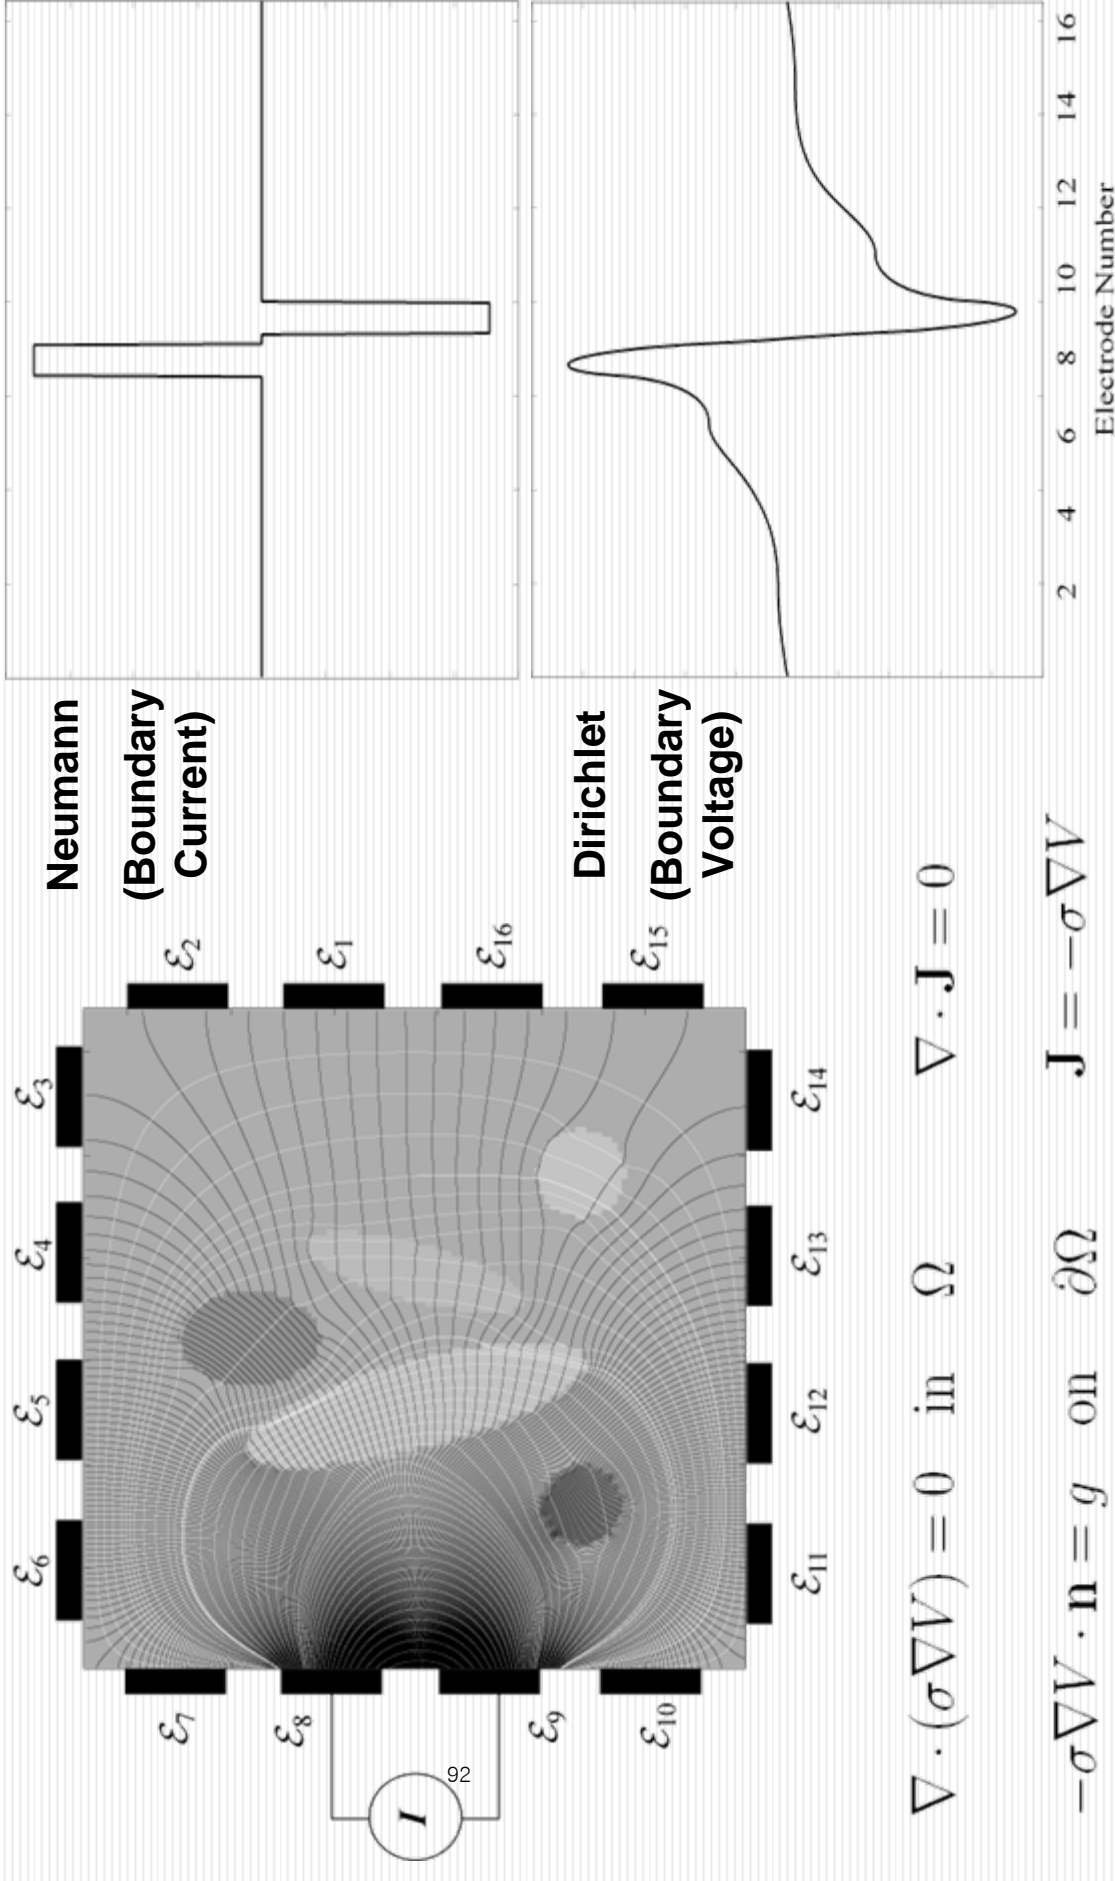 ℰ3
ℰ4
ℰ5
ℰ6
ℰ2
ℰ1
ℰ16
ℰ15
ℰ7
ℰ8
ℰ9
ℰ10
ℰ14
ℰ13
ℰ12
ℰ11
I
92
Neumann
(Boundary
Current)
Dirichlet
(Boundary
Voltage)
2 4 6 8 10 12 14 16
Electrode Number
∇ · (σ∇V) = 0 in Ω ∇ · J = 0
−σ∇V · n = g on ∂Ω J = −σ∇V